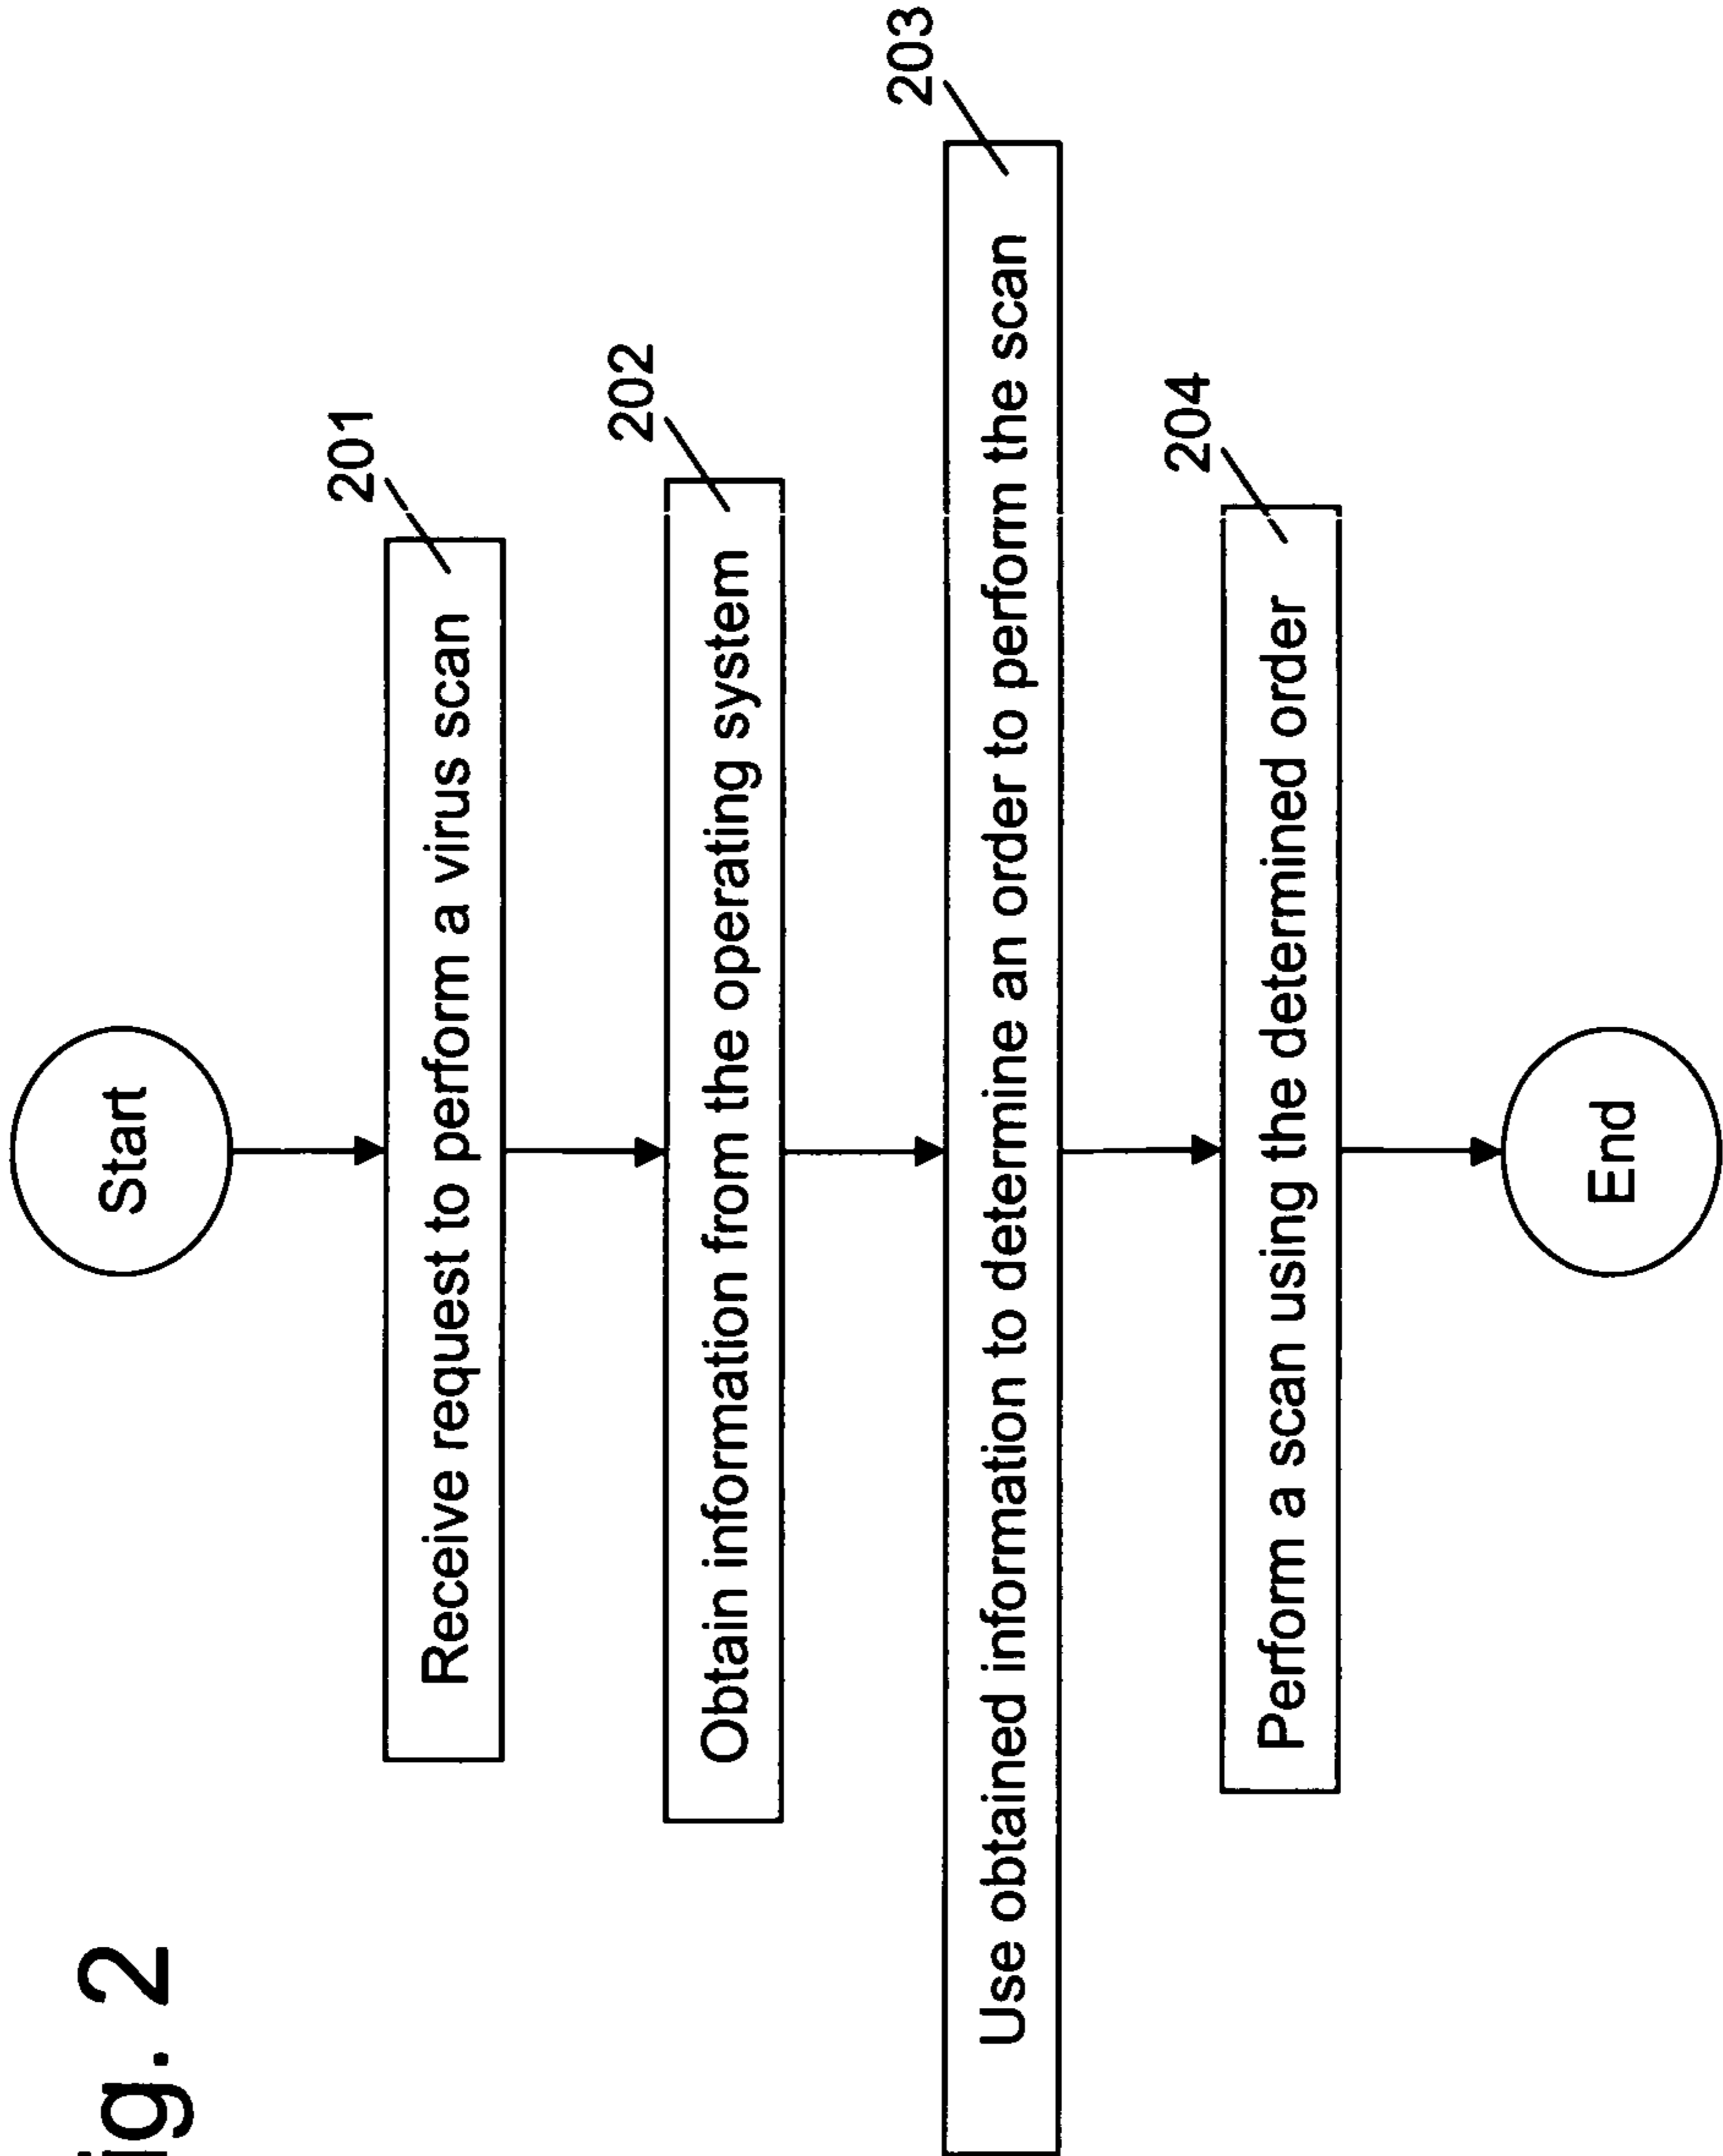 ig. 2
Start
201
Receive request to perform a virus scan
202
Obtain information from the operating system
203
Use obtained information to determine an order to perform the scan
204
Perform a scan using the determined order
End